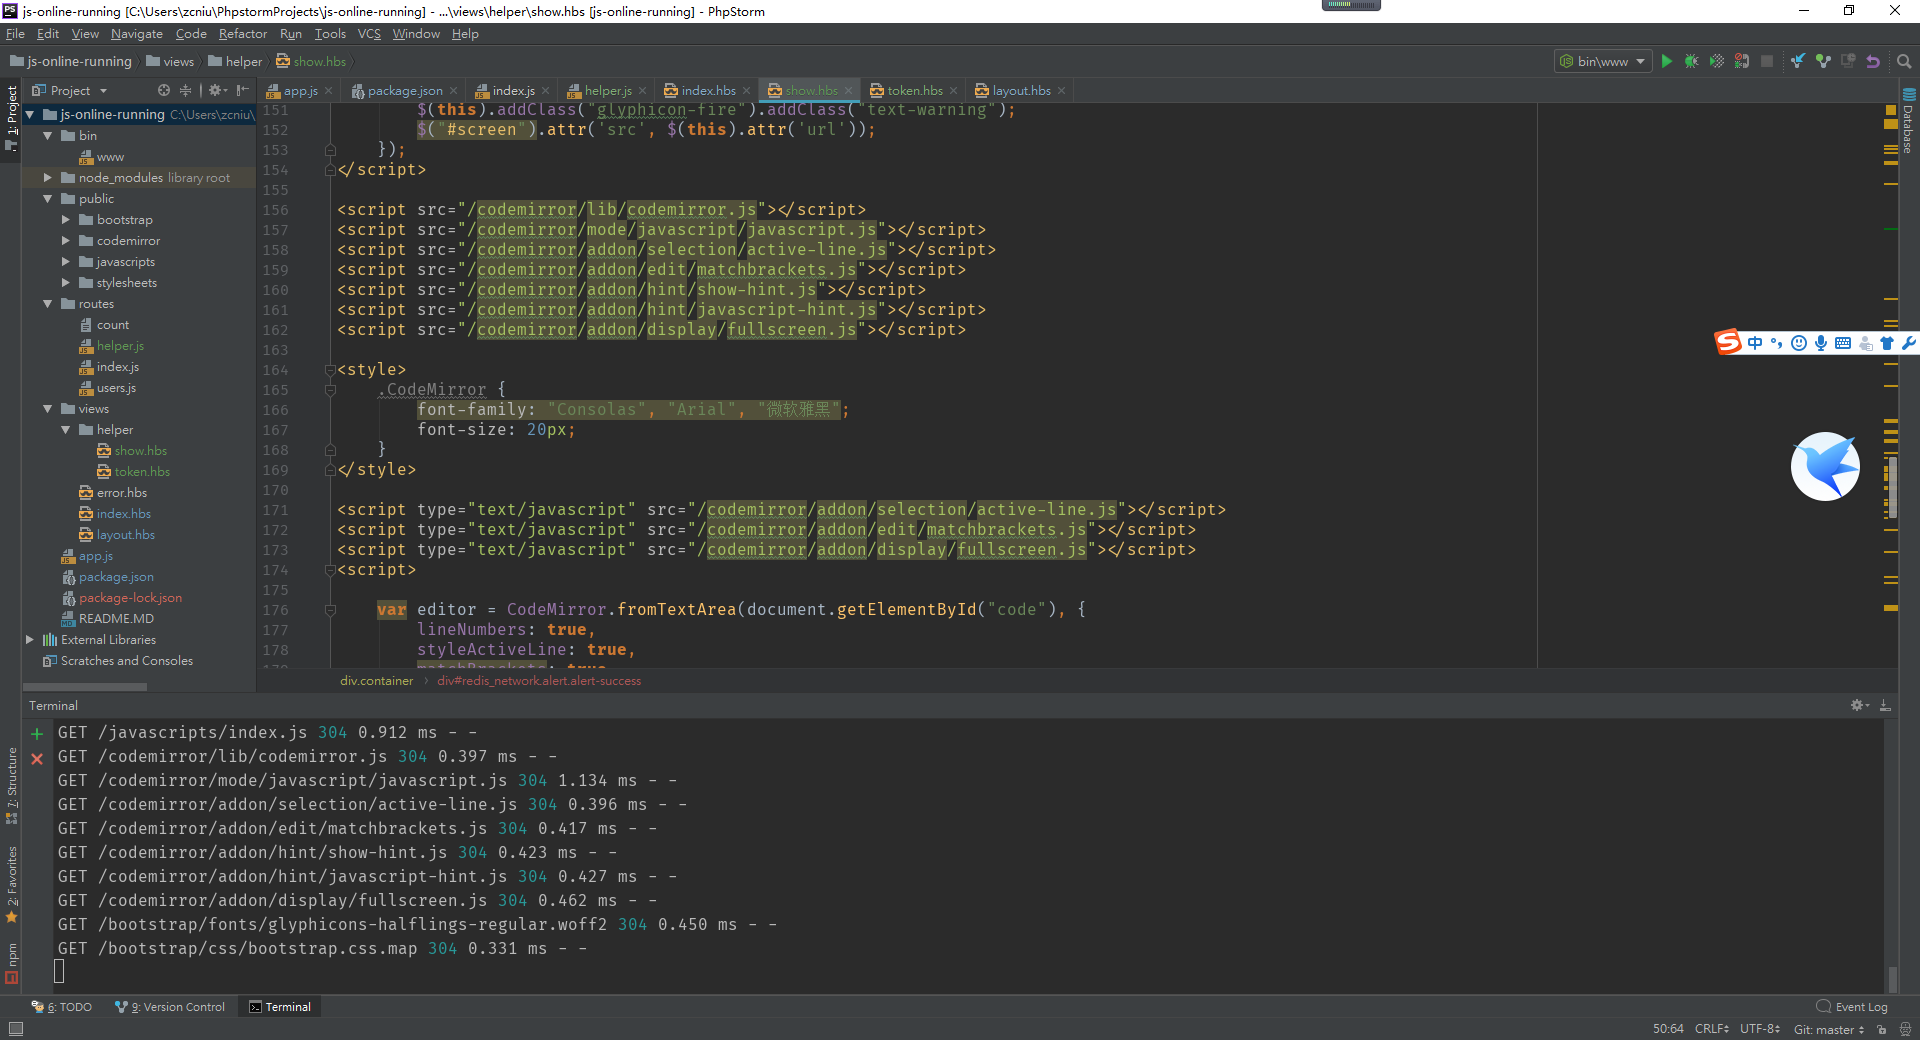 js-online-running [C:\Users\zcniu\PhpstormProjects\js-online-running] - ...\views\helper\show.hbs [js-online-running] - PhpStorm
File Edit View Navigate Code Refactor Run Tools VCS Window Help
js-online-running views helper show.hbs bin\www
Project
app.js package.json index.js helper.js index.hbs show.hbs token.hbs layout.hbs
1: Project
js-online-running C:\Users\zcniu\
bin
www
node_modules library root
public
bootstrap
codemirror
javascripts
stylesheets
routes
count
helper.js
index.js
users.js
views
helper
show.hbs
token.hbs
error.hbs
index.hbs
layout.hbs
app.js
package.json
package-lock.json
README.MD
External Libraries
Scratches and Consoles
151 $(this).addClass("glyphicon-fire").addClass("text-warning");
152 $("#screen").attr('src', $(this).attr('url'));
153 });
154 </script>
155
156 <script src="/codemirror/lib/codemirror.js"></script>
157 <script src="/codemirror/mode/javascript/javascript.js"></script>
158 <script src="/codemirror/addon/selection/active-line.js"></script>
159 <script src="/codemirror/addon/edit/matchbrackets.js"></script>
160 <script src="/codemirror/addon/hint/show-hint.js"></script>
161 <script src="/codemirror/addon/hint/javascript-hint.js"></script>
162 <script src="/codemirror/addon/display/fullscreen.js"></script>
163
164 <style>
165 .CodeMirror {
166 font-family: "Consolas", "Arial", "微软雅黑";
167 font-size: 20px;
168 }
169 </style>
170
171 <script type="text/javascript" src="/codemirror/addon/selection/active-line.js"></script>
172 <script type="text/javascript" src="/codemirror/addon/edit/matchbrackets.js"></script>
173 <script type="text/javascript" src="/codemirror/addon/display/fullscreen.js"></script>
174 <script>
175
176 var editor = CodeMirror.fromTextArea(document.getElementById("code"), {
177 lineNumbers: true,
178 styleActiveLine: true,
179 matchBrackets: true
div.container div#redis_network.alert.alert-success
Database
中
Terminal
GET /javascripts/index.js 304 0.912 ms - -
GET /codemirror/lib/codemirror.js 304 0.397 ms - -
GET /codemirror/mode/javascript/javascript.js 304 1.134 ms - -
GET /codemirror/addon/selection/active-line.js 304 0.396 ms - -
GET /codemirror/addon/edit/matchbrackets.js 304 0.417 ms - -
GET /codemirror/addon/hint/show-hint.js 304 0.423 ms - -
GET /codemirror/addon/hint/javascript-hint.js 304 0.427 ms - -
GET /codemirror/addon/display/fullscreen.js 304 0.462 ms - -
GET /bootstrap/fonts/glyphicons-halflings-regular.woff2 304 0.450 ms - -
GET /bootstrap/css/bootstrap.css.map 304 0.331 ms - -
7: Structure
2: Favorites
npm
6: TODO 9: Version Control Terminal Event Log
50:64 CRLF UTF-8 Git: master